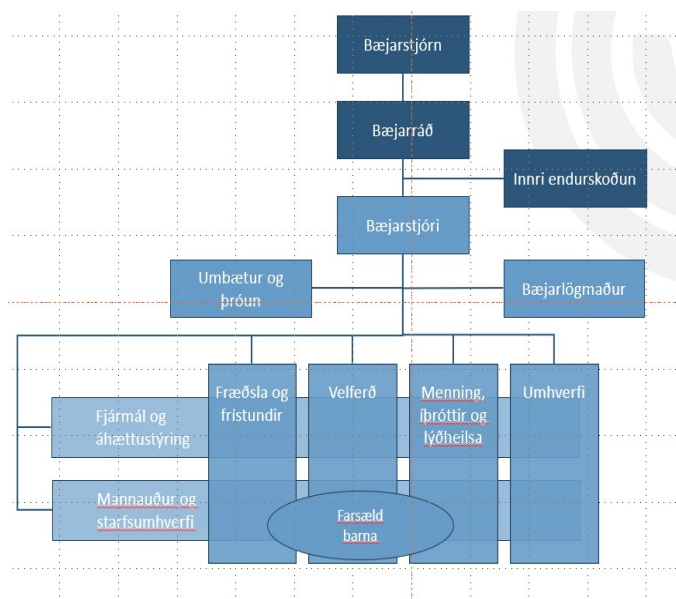 Bæjarstjórn
Bæjarráð
Innri endurskoðun
Bæjarstjóri
Umbætur og
þróun
Bæjarlögmaður
Fræðsla og
frístundir
Velferð
Menning,
íþróttir og
lýðheilsa
Umhverfi
Fjármál og
áhættustýring
Mannauður og
starfsumhverfi
Farsæld
barna